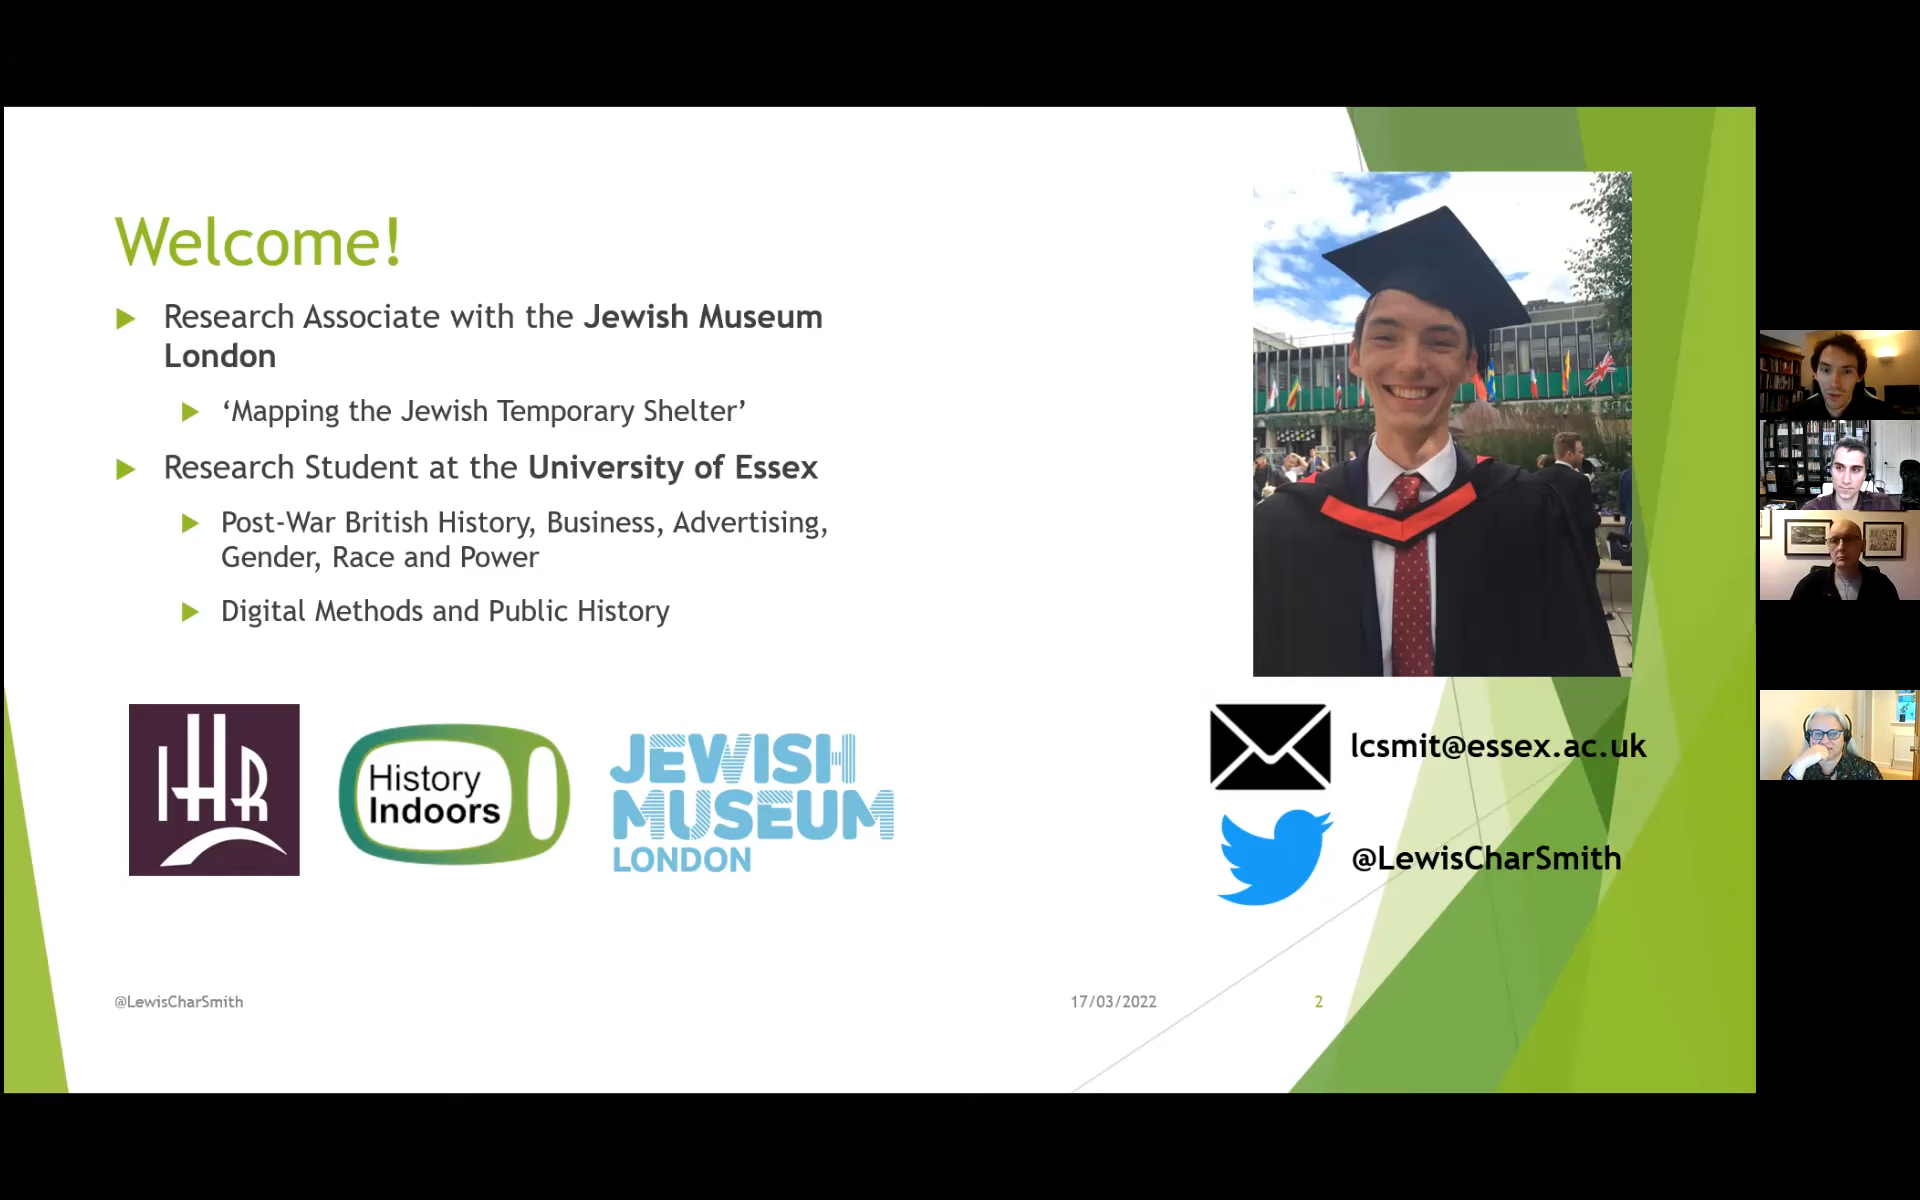 Welcome!
Research Associate with the Jewish Museum
London
‘Mapping the Jewish Temporary Shelter’
Research Student at the University of Essex
Post-War British History, Business, Advertising,
Gender, Race and Power
Digital Methods and Public History
IHR
History
Indoors
JEWISH
MUSEUM
LONDON
lcsmit@essex.ac.uk
@LewisCharSmith
@LewisCharSmith
17/03/2022
2